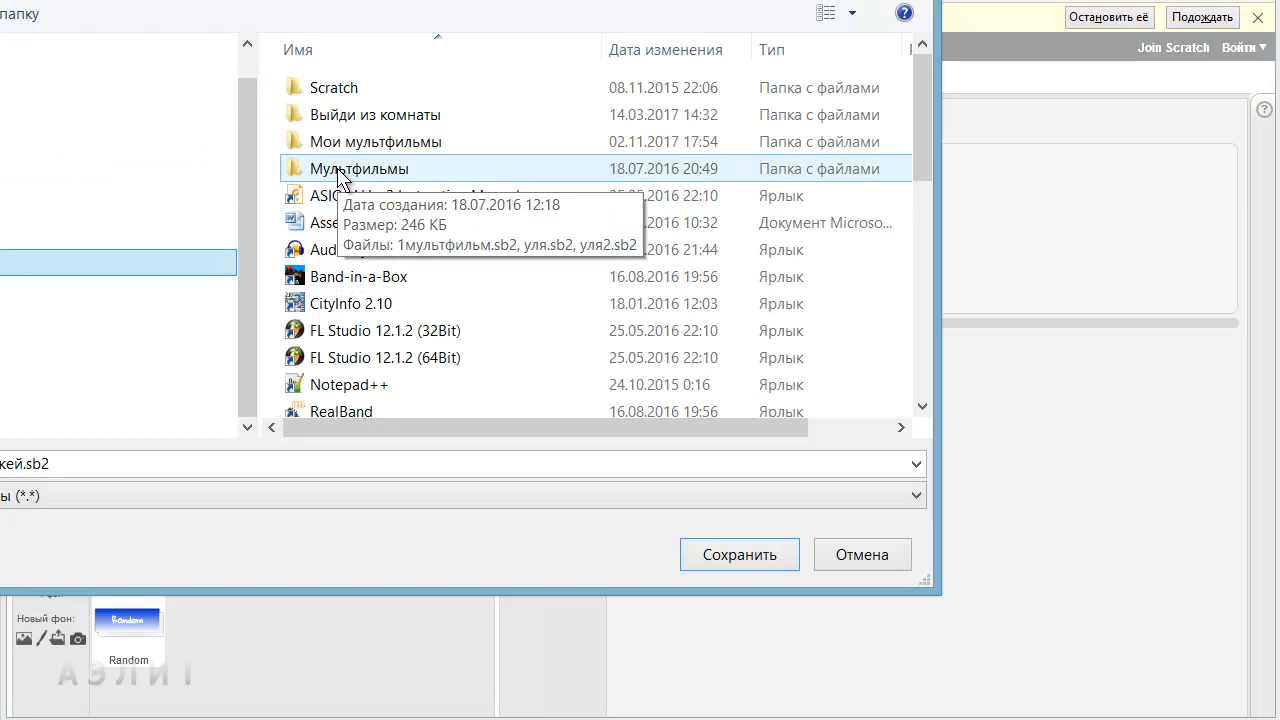 папку
Остановить её Подождать
Join Scratch Войти
Имя Дата изменения Тип
Scratch 08.11.2015 22:06 Папка с файлами
Выйди из комнаты 14.03.2017 14:32 Папка с файлами
Мои мультфильмы 02.11.2017 17:54 Папка с файлами
Мультфильмы 18.07.2016 20:49 Папка с файлами
22:10 Ярлык
Дата создания: 18.07.2016 12:18
10:32 Документ Microso...
Размер: 246 КБ
Файлы: 1мультфильм.sb2, уля.sb2, уля2.sb2
21:44 Ярлык
Band-in-a-Box 16.08.2016 19:56 Ярлык
CityInfo 2.10 18.01.2016 12:03 Ярлык
FL Studio 12.1.2 (32Bit) 25.05.2016 22:10 Ярлык
FL Studio 12.1.2 (64Bit) 25.05.2016 22:10 Ярлык
Notepad++ 24.10.2015 0:16 Ярлык
RealBand 16.08.2016 19:56 Ярлык
кей.sb2
ы (*.*)
Сохранить Отмена
Новый фон:
Random
Random
АЭЛИТ